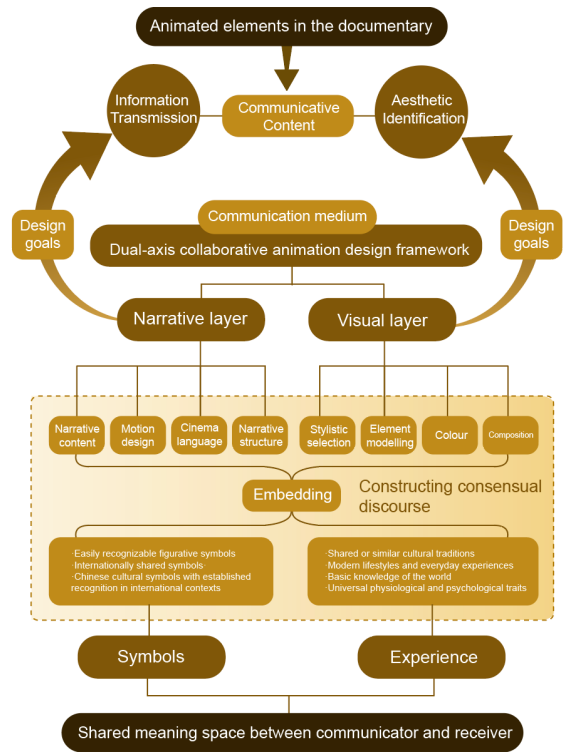 Animated elements in the documentary
Information
Transmission
Communicative
Content
Aesthetic
Identification
Design
goals
Design
goals
Communication medium
Dual-axis collaborative animation design framework
Narrative layer
Visual layer
Narrative
content
Motion
design
Cinema
language
Narrative
structure
Stylistic
selection
Element
modelling
Colour
Composition
Embedding
Constructing consensual
discourse
·Easily recognizable figurative symbols
·Internationally shared symbols·
·Chinese cultural symbols with established
recognition in international contexts
·Shared or similar cultural traditions
·Modern lifestyles and everyday experiences
·Basic knowledge of the world
·Universal physiological and psychological traits
Symbols
Experience
Shared meaning space between communicator and receiver